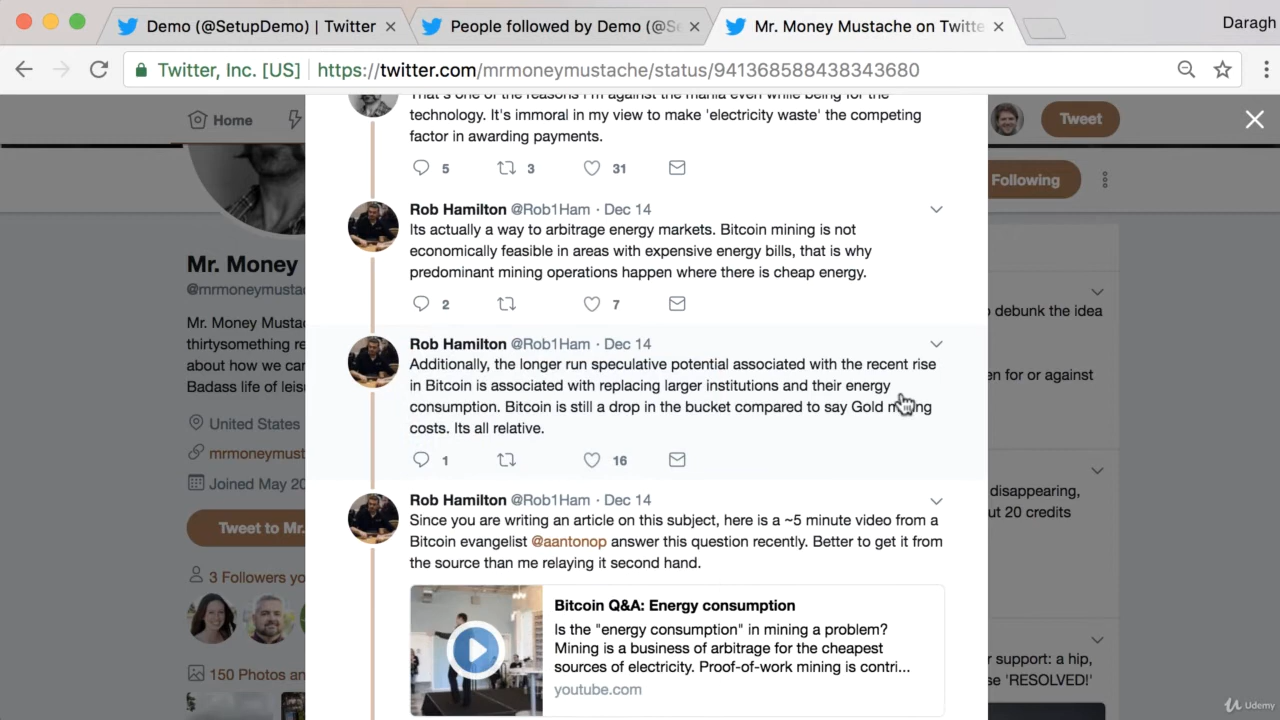 Demo (@SetupDemo) | Twitter
People followed by Demo (@Se
Mr. Money Mustache on Twitte
Daragh
Twitter, Inc. [US]
https://twitter.com/mrmoneymustache/status/941368588438343680
Home
Tweet
Following
Mr. Money
@mrmoneymusta
Mr. Money Musta
thirtysomething re
about how we car
Badass life of leis
United States
mrmoneymust
Joined May 20
Tweet to Mr.
3 Followers yo
150 Photos an
That's one of the reasons I'm against the mania even while being for the
technology. It's immoral in my view to make 'electricity waste' the competing
factor in awarding payments.
5 3 31
Rob Hamilton @Rob1Ham · Dec 14
Its actually a way to arbitrage energy markets. Bitcoin mining is not
economically feasible in areas with expensive energy bills, that is why
predominant mining operations happen where there is cheap energy.
2 7
Rob Hamilton @Rob1Ham · Dec 14
Additionally, the longer run speculative potential associated with the recent rise
in Bitcoin is associated with replacing larger institutions and their energy
consumption. Bitcoin is still a drop in the bucket compared to say Gold mining
costs. Its all relative.
1 16
Rob Hamilton @Rob1Ham · Dec 14
Since you are writing an article on this subject, here is a ~5 minute video from a
Bitcoin evangelist @aantonop answer this question recently. Better to get it from
the source than me relaying it second hand.
Bitcoin Q&A: Energy consumption
Is the "energy consumption" in mining a problem?
Mining is a business of arbitrage for the cheapest
sources of electricity. Proof-of-work mining is contri...
youtube.com
debunk the idea
en for or against
disappearing,
ut 20 credits
r support: a hip,
se 'RESOLVED!'
Udemy